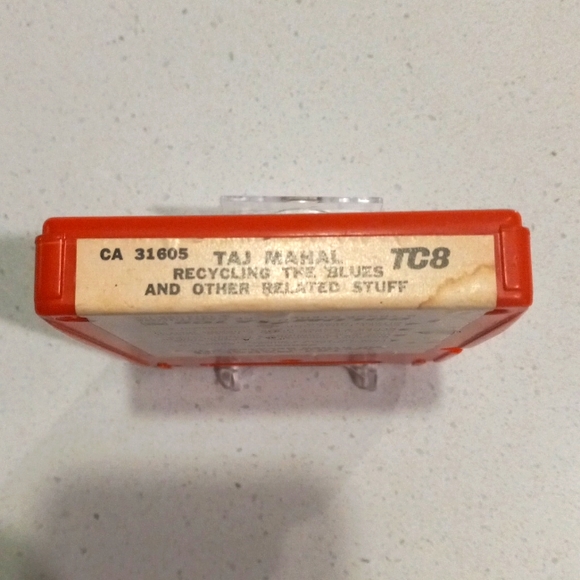 CA 31605 TAJ MAHAL TC8
RECYCLING THE BLUES
AND OTHER RELATED STUFF